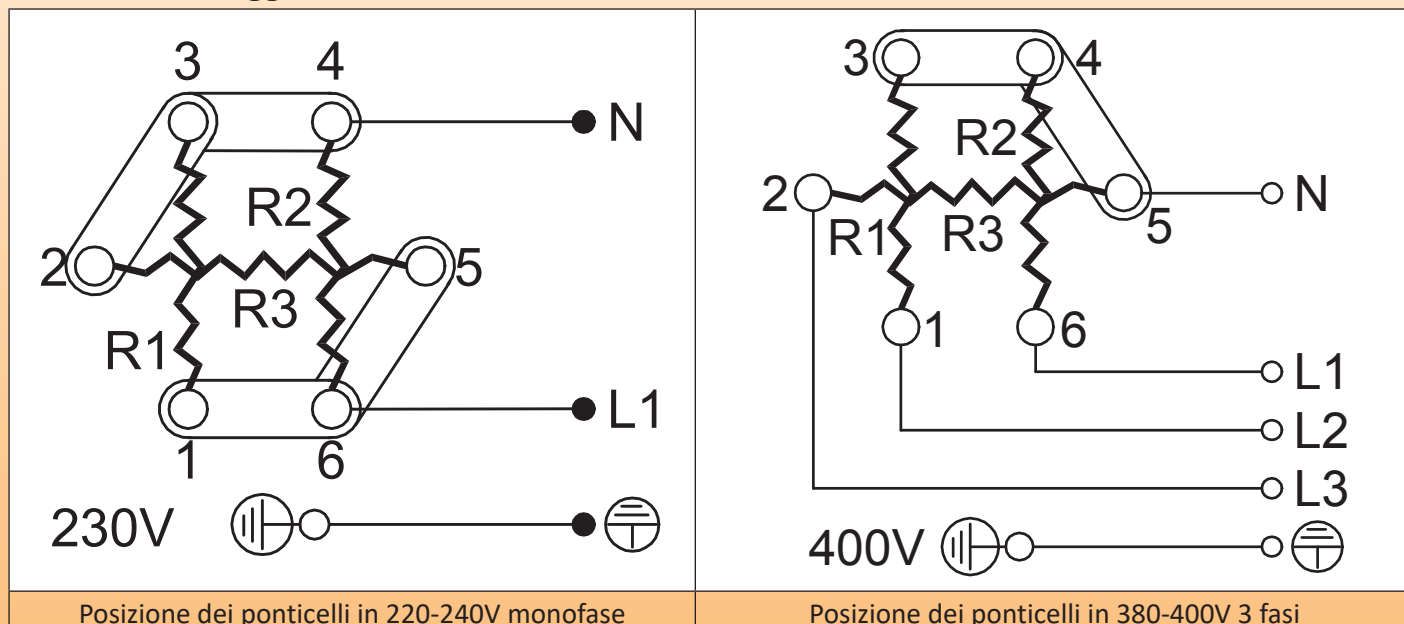 3 4
N
R2
2
5
R3
R1
L1
1 6
230V
Posizione dei ponticelli in 220-240V monofase
3 4
R2
2
N
R1 R3
5
1 6
L1
L2
L3
400V
Posizione dei ponticelli in 380-400V 3 fasi